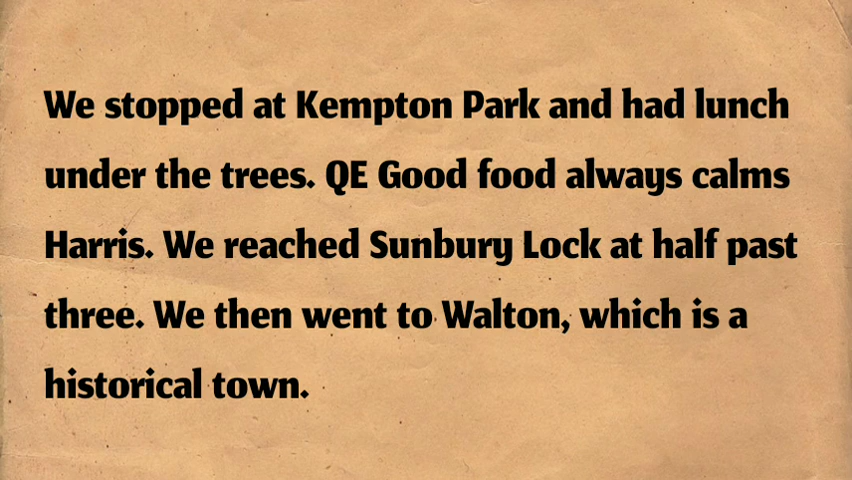 We stopped at Kempton Park and had lunch
under the trees. QE Good food always calms
Harris. We reached Sunbury Lock at half past
three. We then went to Walton, which is a
historical town.